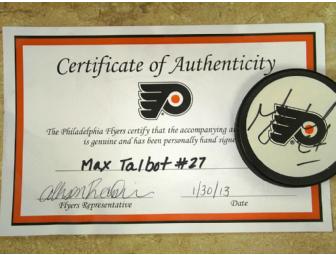 Certificate of Authenticity
The Philadelphia Flyers certify that the accompanying a
is genuine and has been personally hand signe
Max Talbot #27
1/30/13
Flyers Representative Date